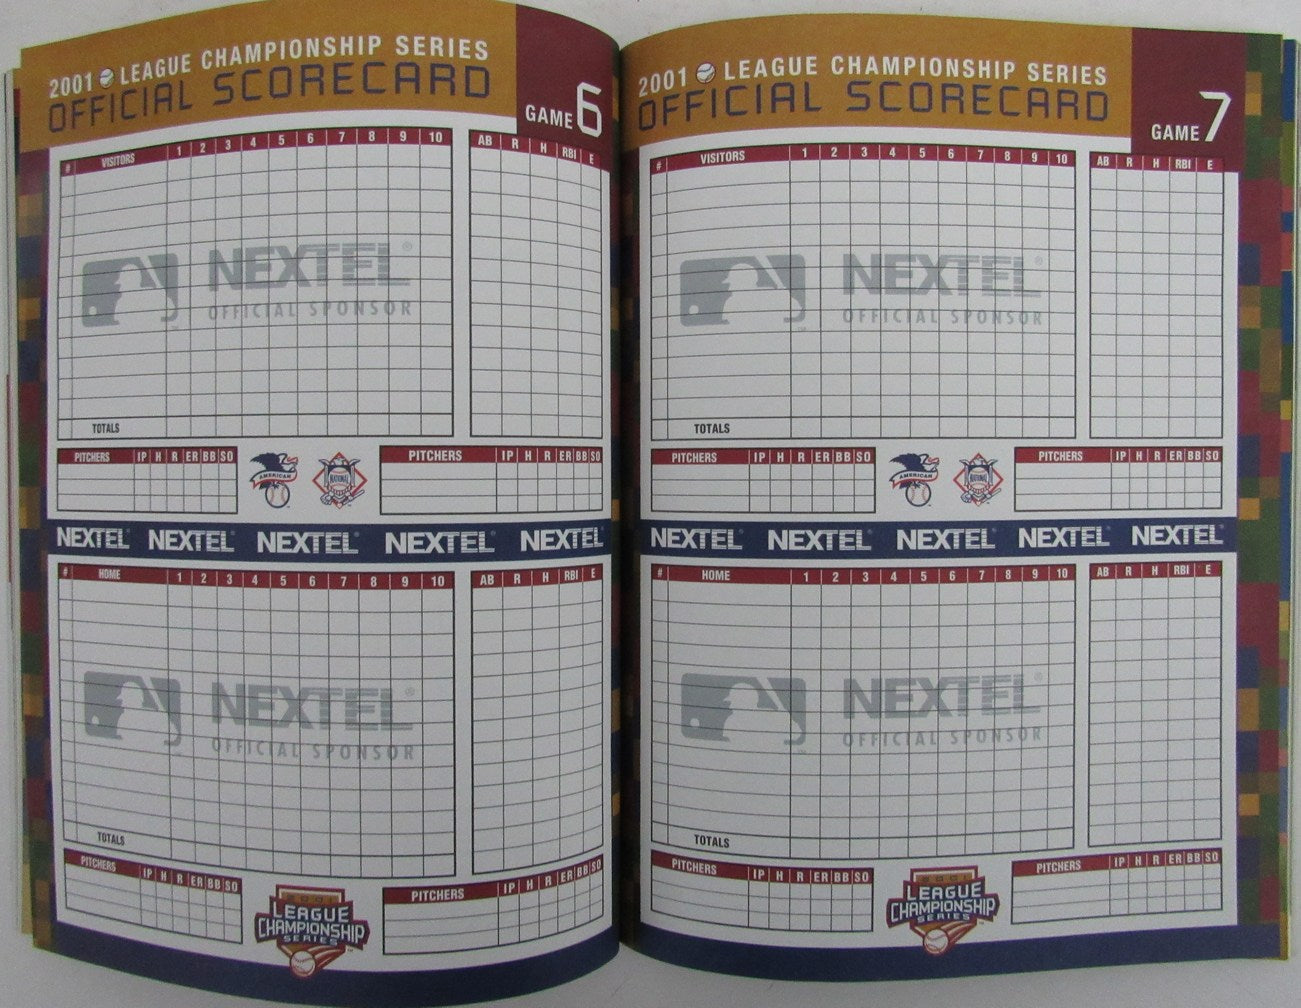 2001 LEAGUE CHAMPIONSHIP SERIES
OFFICIAL SCORECARD
GAME 6
# VISITORS 1 2 3 4 5 6 7 8 9 10 AB R H RBI E
NEXTEL®
OFFICIAL SPONSOR
TOTALS
PITCHERS IP H R ER BB SO
AMERICAN
NATIONAL
PITCHERS IP H R ER BB SO
NEXTEL® NEXTEL® NEXTEL® NEXTEL® NEXTEL®
# HOME 1 2 3 4 5 6 7 8 9 10 AB R H RBI E
NEXTEL®
OFFICIAL SPONSOR
TOTALS
PITCHERS IP H R ER BB SO
2001
LEAGUE
CHAMPIONSHIP
SERIES
PITCHERS IP H R ER BB SO
2001 LEAGUE CHAMPIONSHIP SERIES
OFFICIAL SCORECARD
GAME 7
# VISITORS 1 2 3 4 5 6 7 8 9 10 AB R H RBI E
NEXTEL®
OFFICIAL SPONSOR
TOTALS
PITCHERS IP H R ER BB SO
AMERICAN
NATIONAL
PITCHERS IP H R ER BB SO
NEXTEL® NEXTEL® NEXTEL® NEXTEL® NEXTEL®
# HOME 1 2 3 4 5 6 7 8 9 10 AB R H RBI E
NEXTEL®
OFFICIAL SPONSOR
TOTALS
PITCHERS IP H R ER BB SO
2001
LEAGUE
CHAMPIONSHIP
SERIES
PITCHERS IP H R ER BB SO